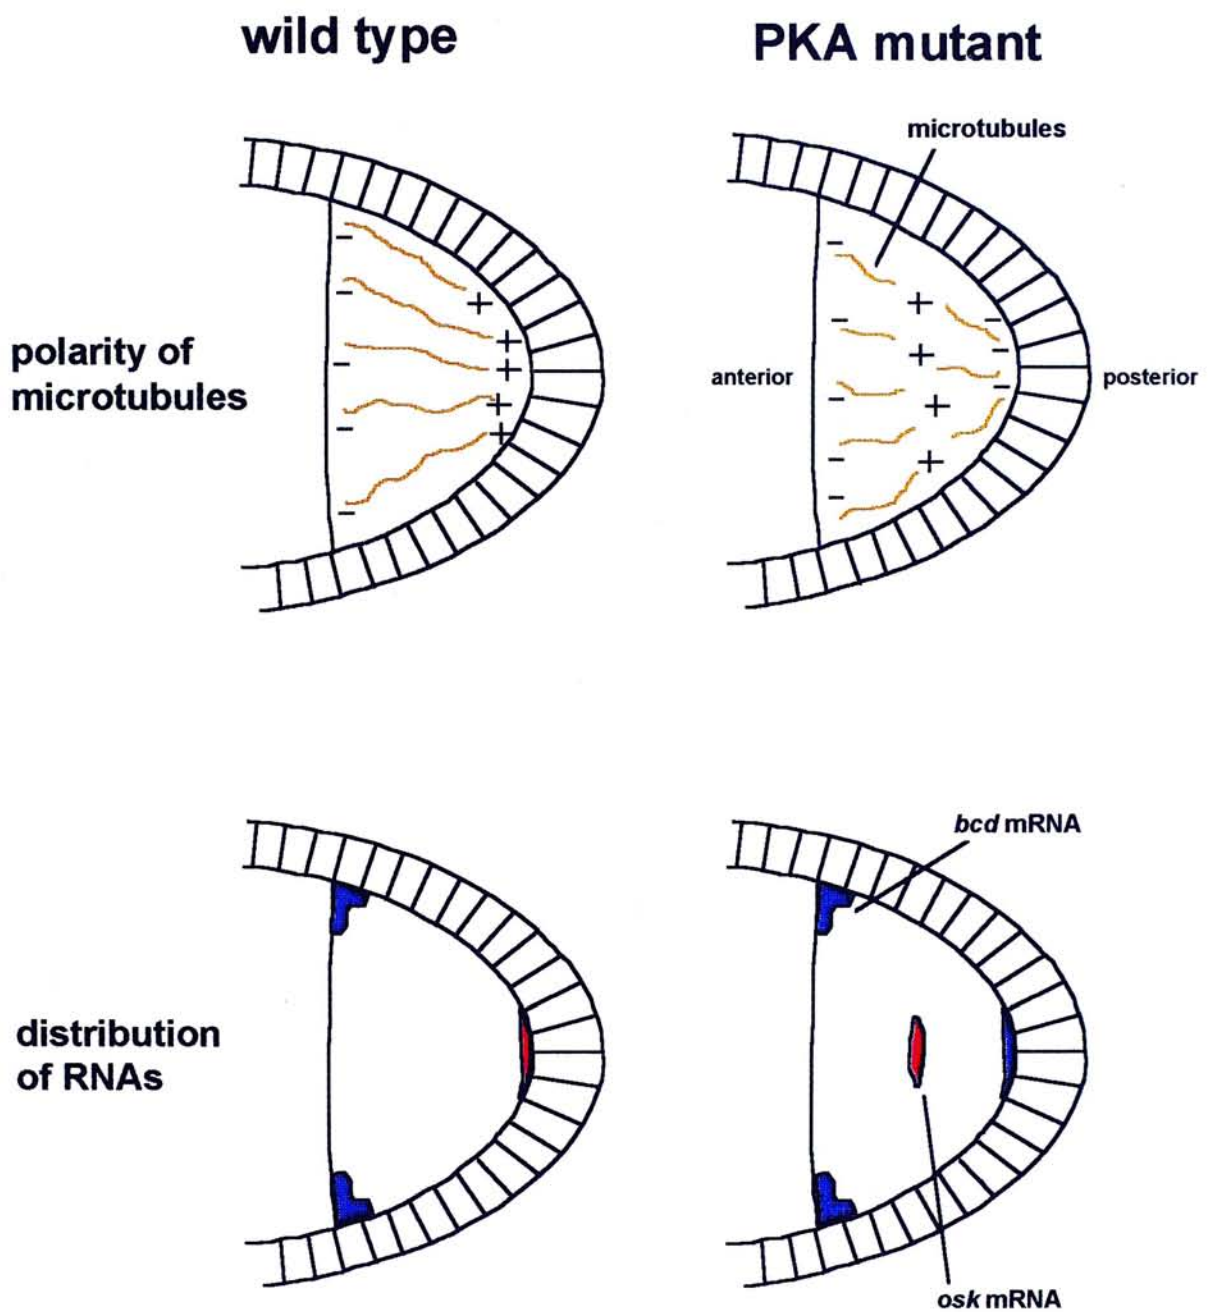 wild type
PKA mutant
microtubules
polarity of
microtubules
- - - - - + + + + +
- - - - - + + + + - - -
anterior
posterior
bcd mRNA
distribution
of RNAs
osk mRNA